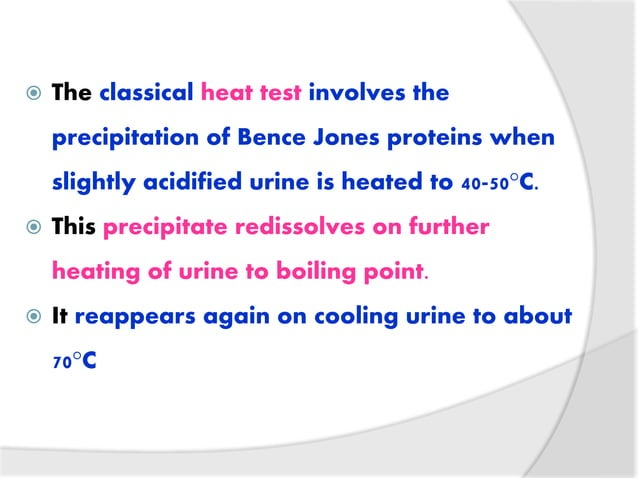 The classical heat test involves the
precipitation of Bence Jones proteins when
slightly acidified urine is heated to 40-50°C.
This precipitate redissolves on further
heating of urine to boiling point.
It reappears again on cooling urine to about
70°C